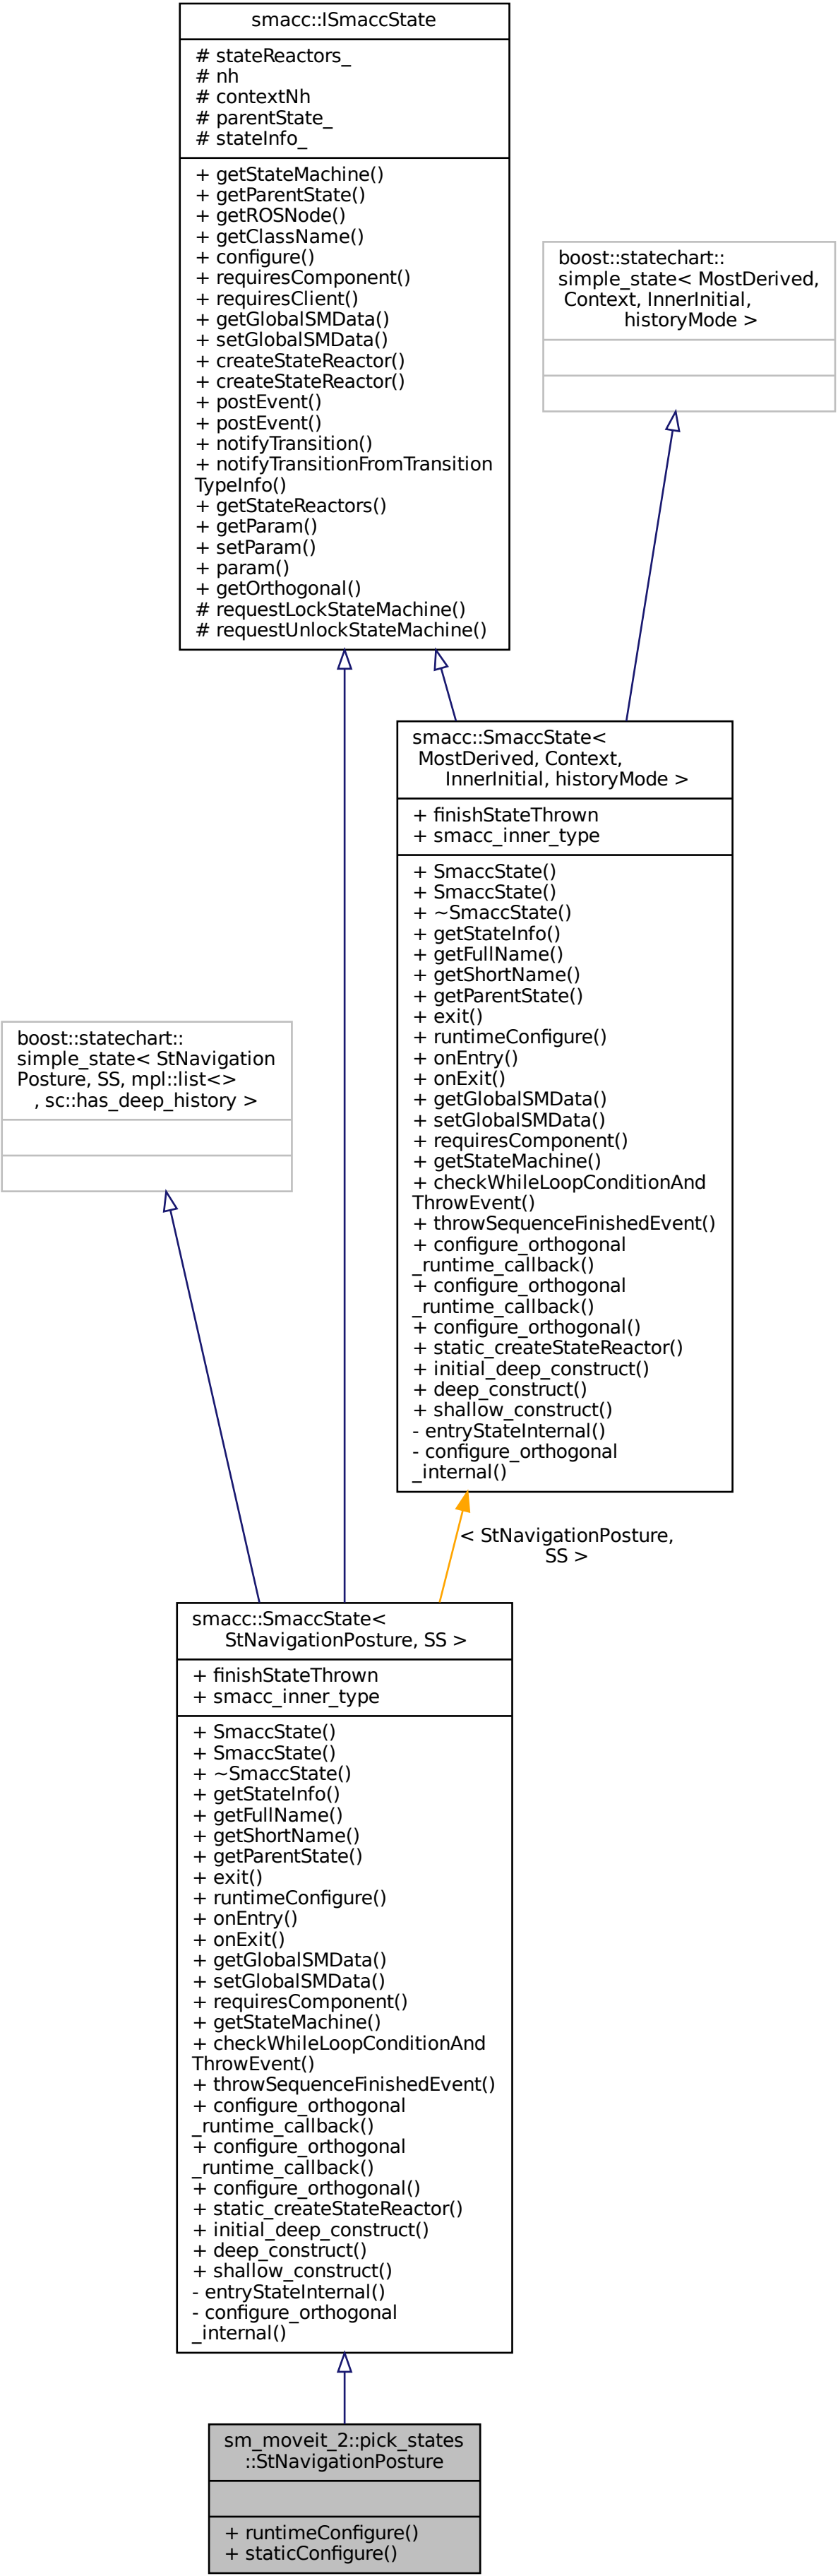 smacc::ISmaccState
# stateReactors_
# nh
# contextNh
# parentState_
# stateInfo_
+ getStateMachine()
+ getParentState()
+ getROSNode()
+ getClassName()
+ configure()
+ requiresComponent()
+ requiresClient()
+ getGlobalSMData()
+ setGlobalSMData()
+ createStateReactor()
+ createStateReactor()
+ postEvent()
+ postEvent()
+ notifyTransition()
+ notifyTransitionFromTransition
TypeInfo()
+ getStateReactors()
+ getParam()
+ setParam()
+ param()
+ getOrthogonal()
# requestLockStateMachine()
# requestUnlockStateMachine()
boost::statechart::
simple_state< MostDerived,
Context, InnerInitial,
historyMode >
smacc::SmaccState<
MostDerived, Context,
InnerInitial, historyMode >
+ finishStateThrown
+ smacc_inner_type
+ SmaccState()
+ SmaccState()
+ ~SmaccState()
+ getStateInfo()
+ getFullName()
+ getShortName()
+ getParentState()
+ exit()
+ runtimeConfigure()
+ onEntry()
+ onExit()
+ getGlobalSMData()
+ setGlobalSMData()
+ requiresComponent()
+ getStateMachine()
+ checkWhileLoopConditionAnd
ThrowEvent()
+ throwSequenceFinishedEvent()
+ configure_orthogonal
_runtime_callback()
+ configure_orthogonal
_runtime_callback()
+ configure_orthogonal()
+ static_createStateReactor()
+ initial_deep_construct()
+ deep_construct()
+ shallow_construct()
- entryStateInternal()
- configure_orthogonal
_internal()
boost::statechart::
simple_state< StNavigation
Posture, SS, mpl::list<>
, sc::has_deep_history >
< StNavigationPosture,
SS >
smacc::SmaccState<
StNavigationPosture, SS >
+ finishStateThrown
+ smacc_inner_type
+ SmaccState()
+ SmaccState()
+ ~SmaccState()
+ getStateInfo()
+ getFullName()
+ getShortName()
+ getParentState()
+ exit()
+ runtimeConfigure()
+ onEntry()
+ onExit()
+ getGlobalSMData()
+ setGlobalSMData()
+ requiresComponent()
+ getStateMachine()
+ checkWhileLoopConditionAnd
ThrowEvent()
+ throwSequenceFinishedEvent()
+ configure_orthogonal
_runtime_callback()
+ configure_orthogonal
_runtime_callback()
+ configure_orthogonal()
+ static_createStateReactor()
+ initial_deep_construct()
+ deep_construct()
+ shallow_construct()
- entryStateInternal()
- configure_orthogonal
_internal()
sm_moveit_2::pick_states
::StNavigationPosture
+ runtimeConfigure()
+ staticConfigure()